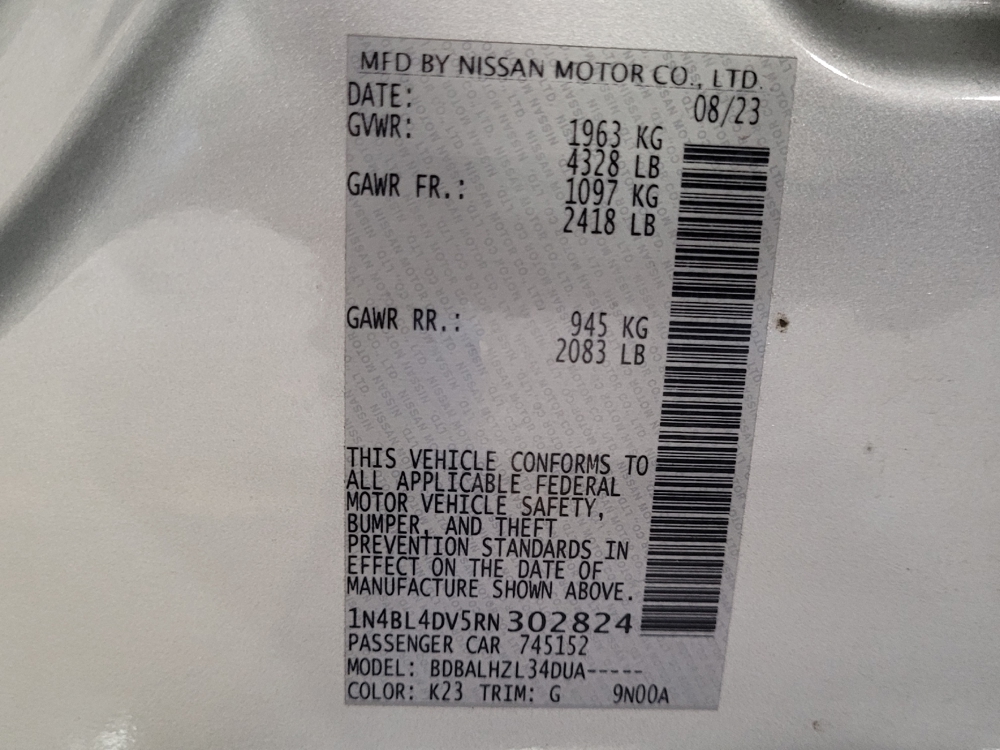 MFD BY NISSAN MOTOR CO., LTD.
DATE: 08/23
GVWR: 1963 KG
4328 LB
GAWR FR.: 1097 KG
2418 LB
GAWR RR.: 945 KG
2083 LB
THIS VEHICLE CONFORMS TO
ALL APPLICABLE FEDERAL
MOTOR VEHICLE SAFETY,
BUMPER, AND THEFT
PREVENTION STANDARDS IN
EFFECT ON THE DATE OF
MANUFACTURE SHOWN ABOVE.
1N4BL4DV5RN302824
PASSENGER CAR 745152
MODEL: BDBALHZL34DUA-----
COLOR: K23 TRIM: G 9N00A